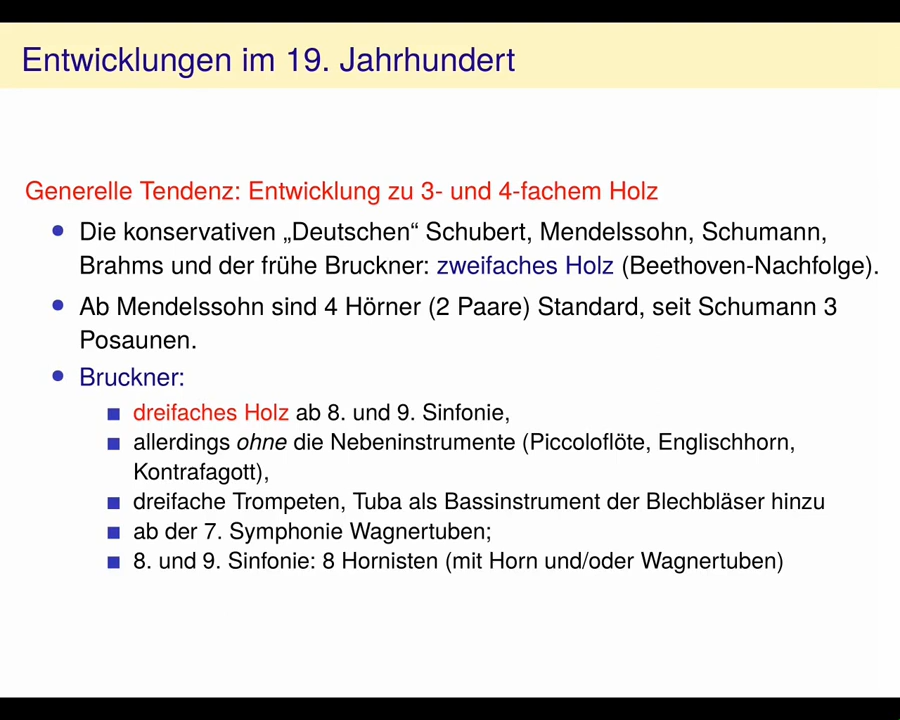 Entwicklungen im 19. Jahrhundert
Generelle Tendenz: Entwicklung zu 3- und 4-fachem Holz
• Die konservativen „Deutschen“ Schubert, Mendelssohn, Schumann,
Brahms und der frühe Bruckner: zweifaches Holz (Beethoven-Nachfolge).
• Ab Mendelssohn sind 4 Hörner (2 Paare) Standard, seit Schumann 3
Posaunen.
• Bruckner:
■ dreifaches Holz ab 8. und 9. Sinfonie,
■ allerdings ohne die Nebeninstrumente (Piccoloflöte, Englischhorn,
Kontrafagott),
■ dreifache Trompeten, Tuba als Bassinstrument der Blechbläser hinzu
■ ab der 7. Symphonie Wagnertuben;
■ 8. und 9. Sinfonie: 8 Hornisten (mit Horn und/oder Wagnertuben)